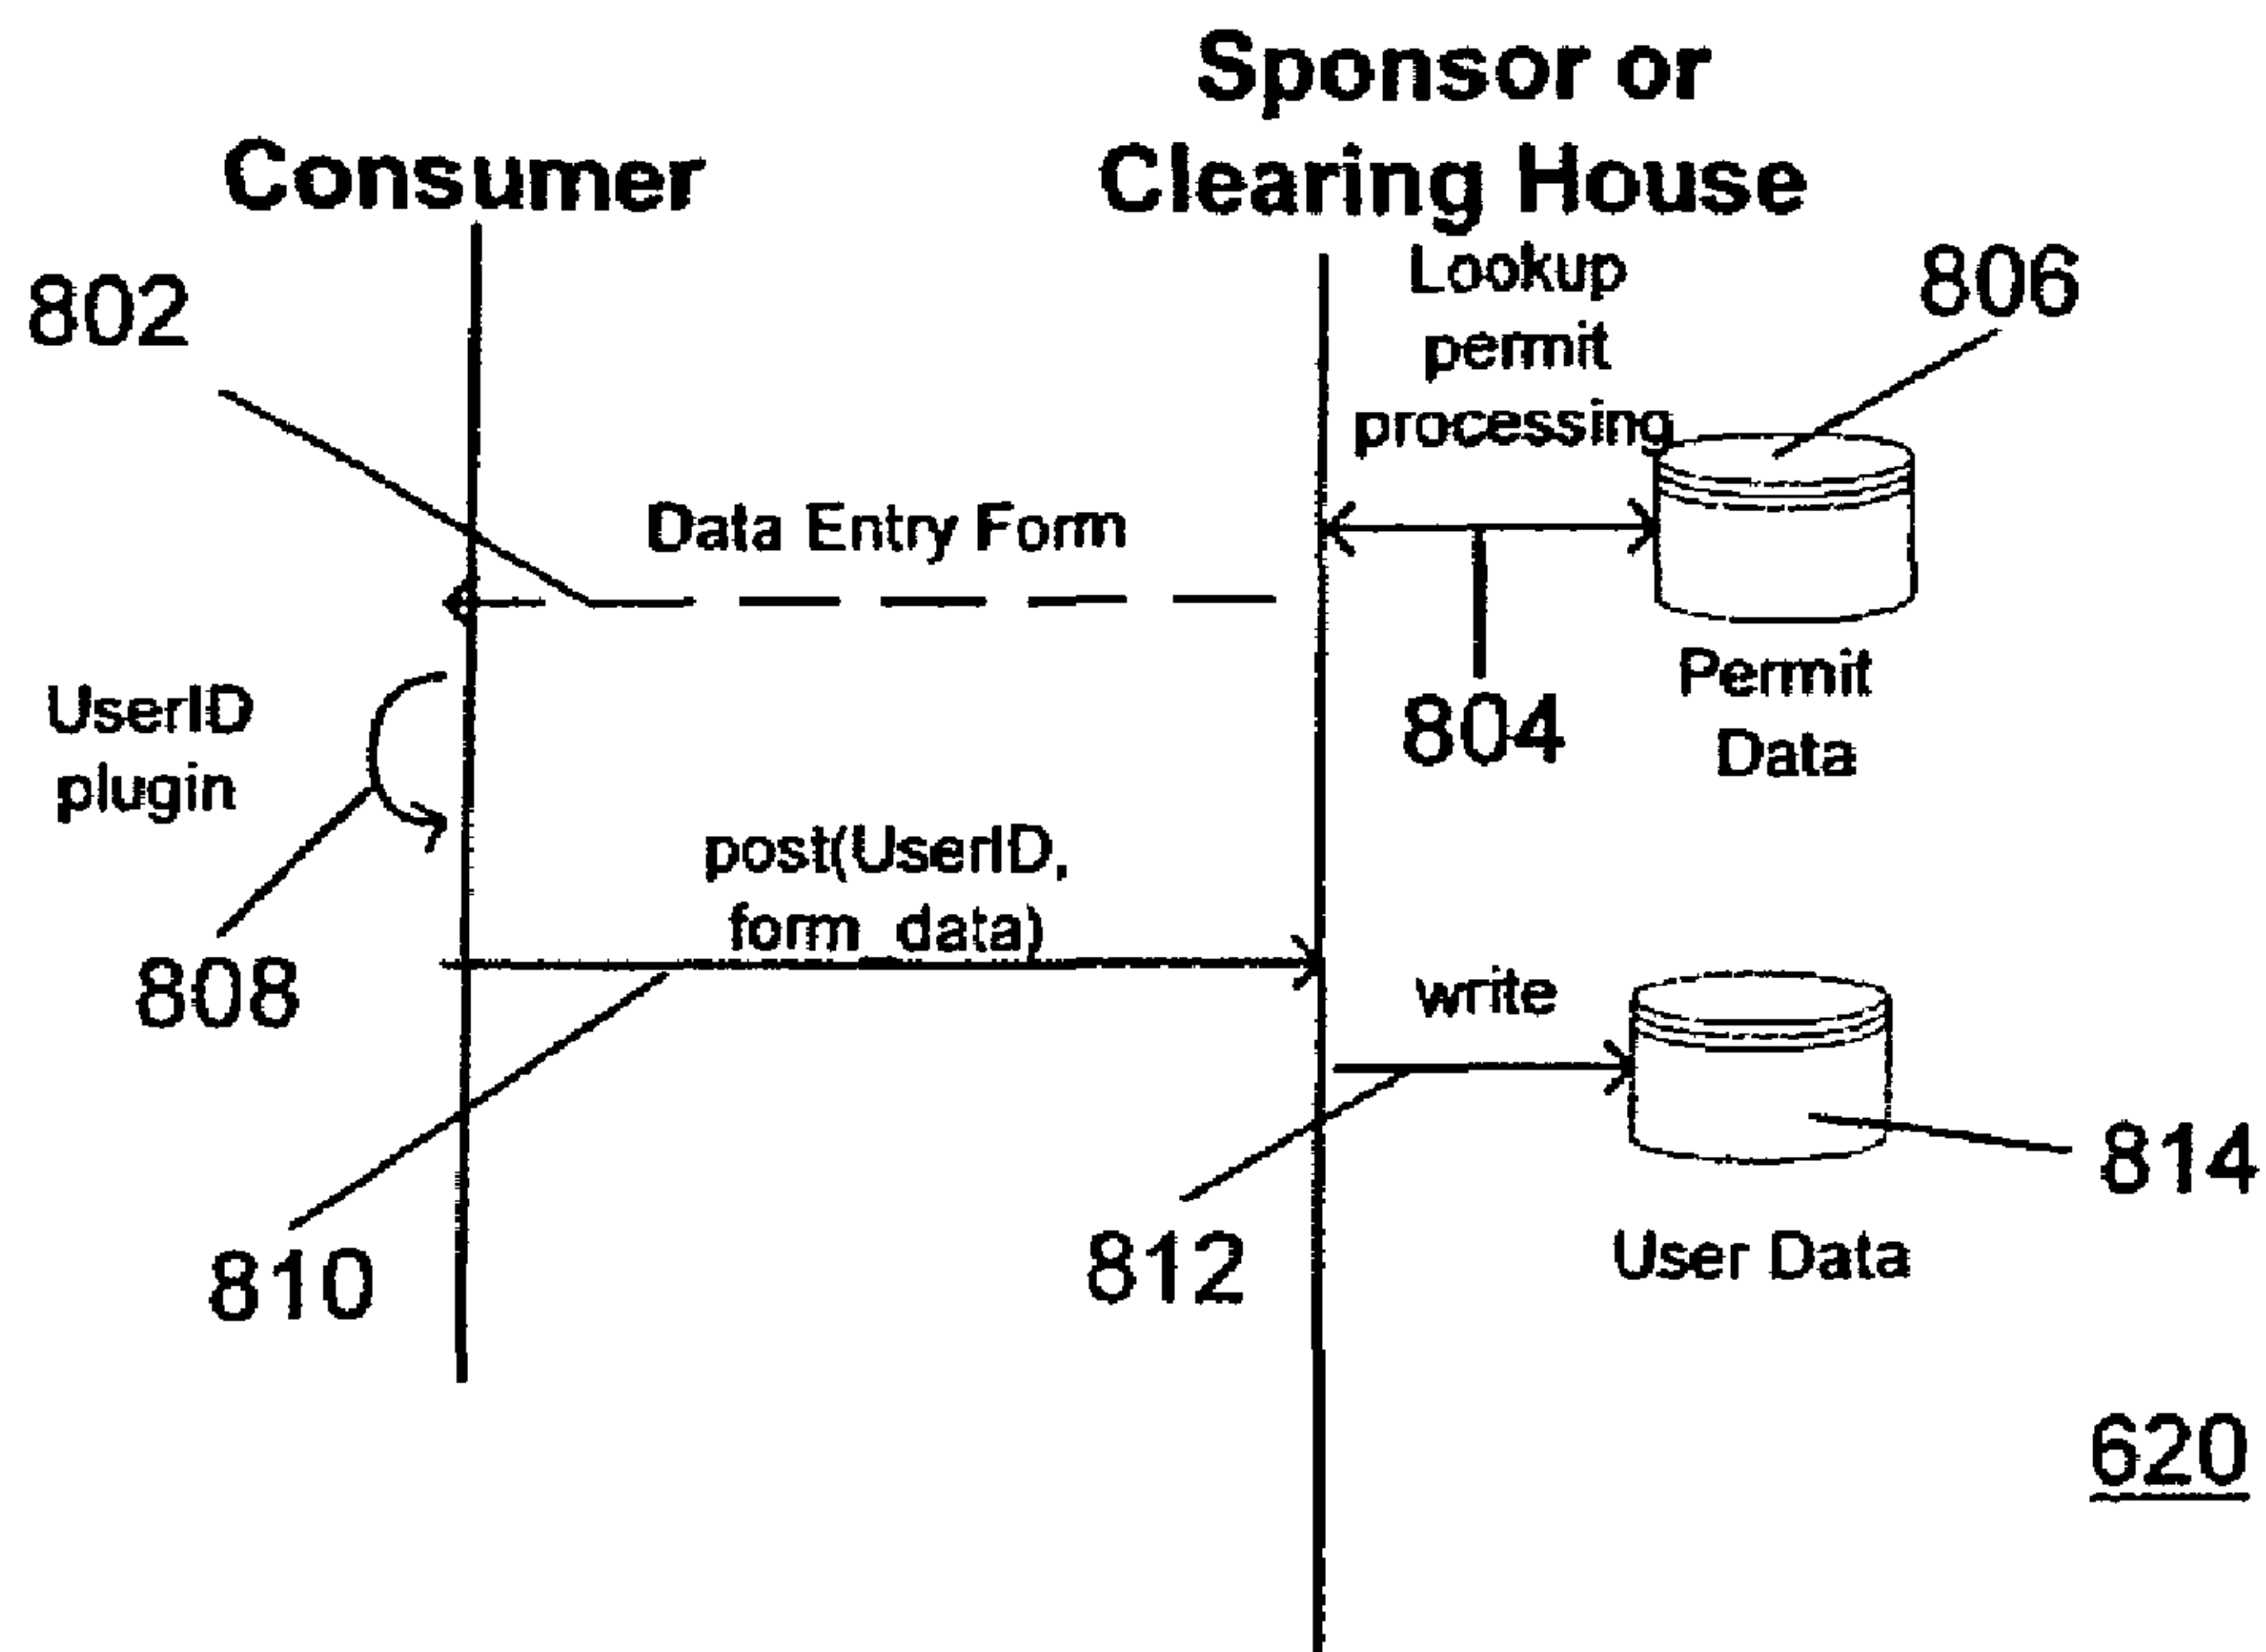 Sponsor or
Consumer
Clearing House
Lookup
permit
processing
802
806
Data Entry Form
UserID
plugin
804
Permit
Data
post(UserID,
form_data)
808
write
810
812
814
User Data
620